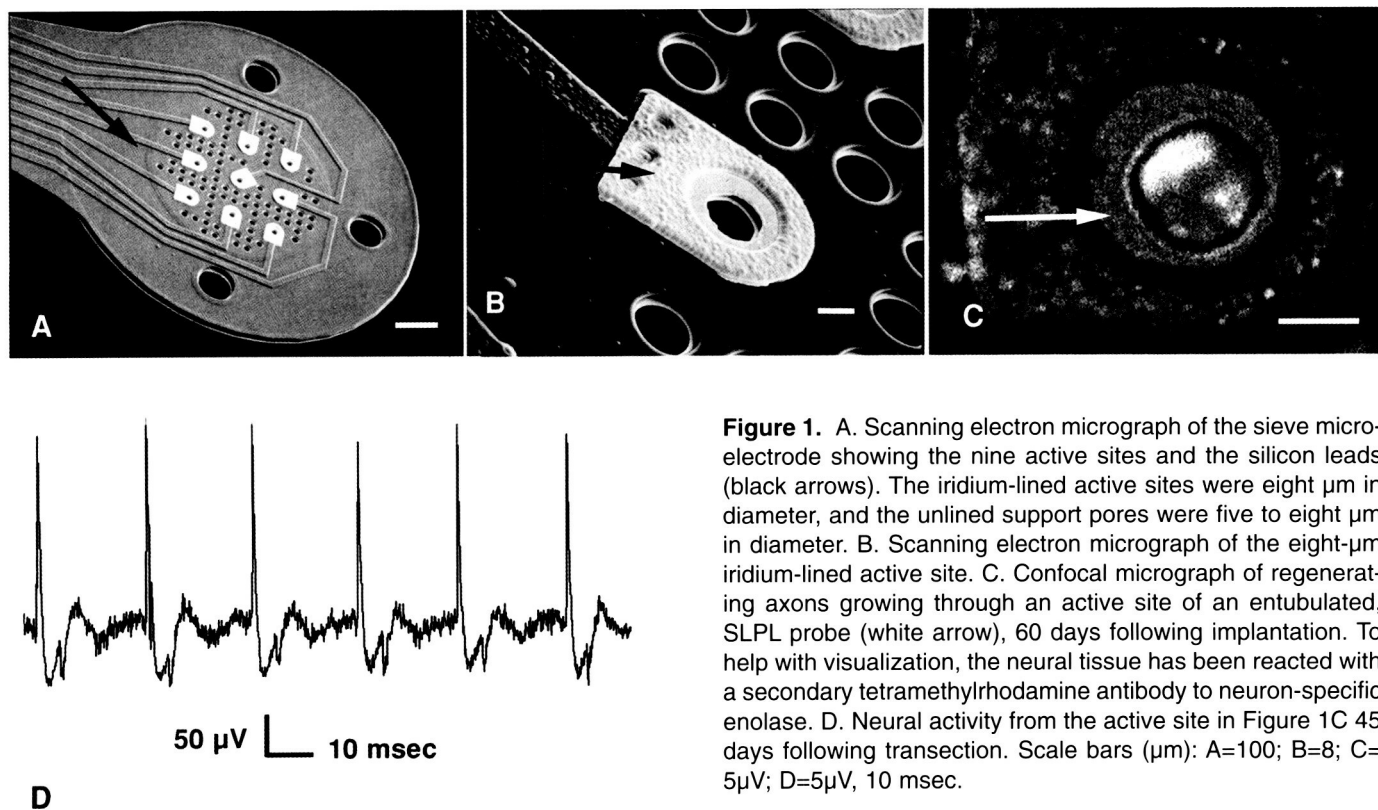 A
B
C
50 µV
10 msec
D
Figure 1. A. Scanning electron micrograph of the sieve micro-
electrode showing the nine active sites and the silicon leads
(black arrows). The iridium-lined active sites were eight µm in
diameter, and the unlined support pores were five to eight µm
in diameter. B. Scanning electron micrograph of the eight-µm
iridium-lined active site. C. Confocal micrograph of regenerat-
ing axons growing through an active site of an entubulated,
SLPL probe (white arrow), 60 days following implantation. To
help with visualization, the neural tissue has been reacted with
a secondary tetramethylrhodamine antibody to neuron-specific
enolase. D. Neural activity from the active site in Figure 1C 45
days following transection. Scale bars (µm): A=100; B=8; C=
5µV; D=5µV, 10 msec.